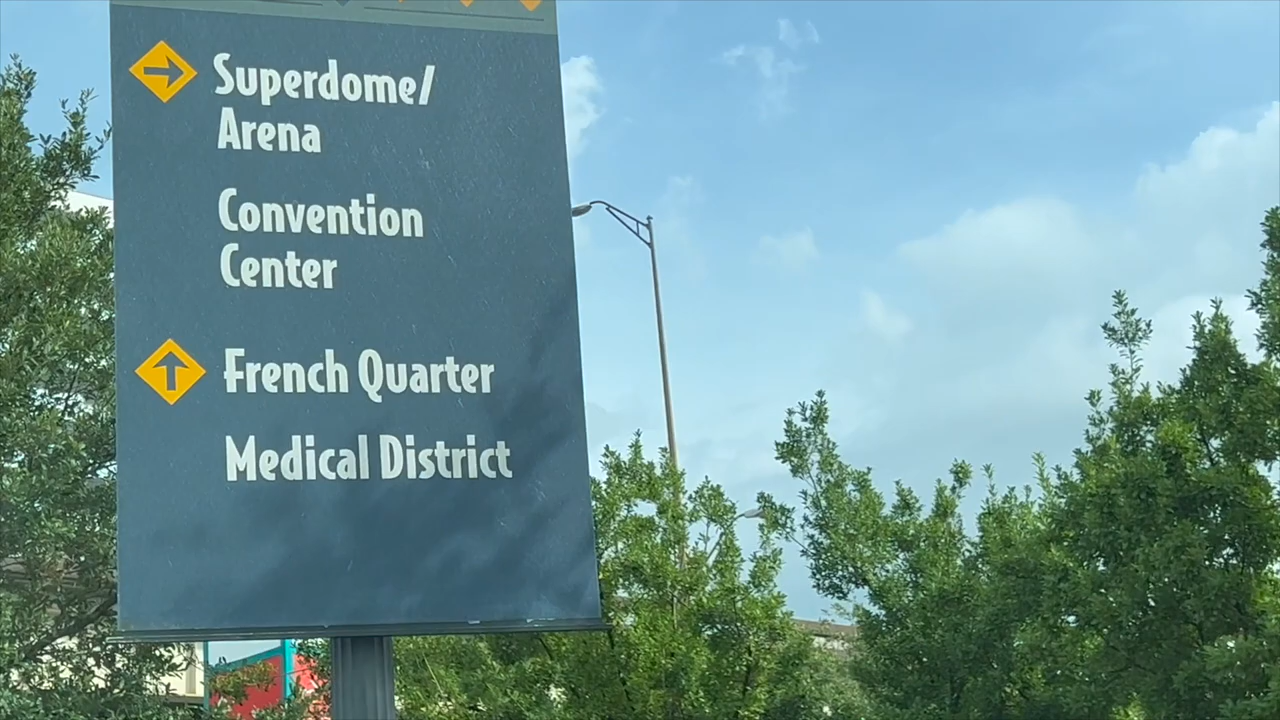 Superdome/
Arena
Convention
Center
French Quarter
Medical District